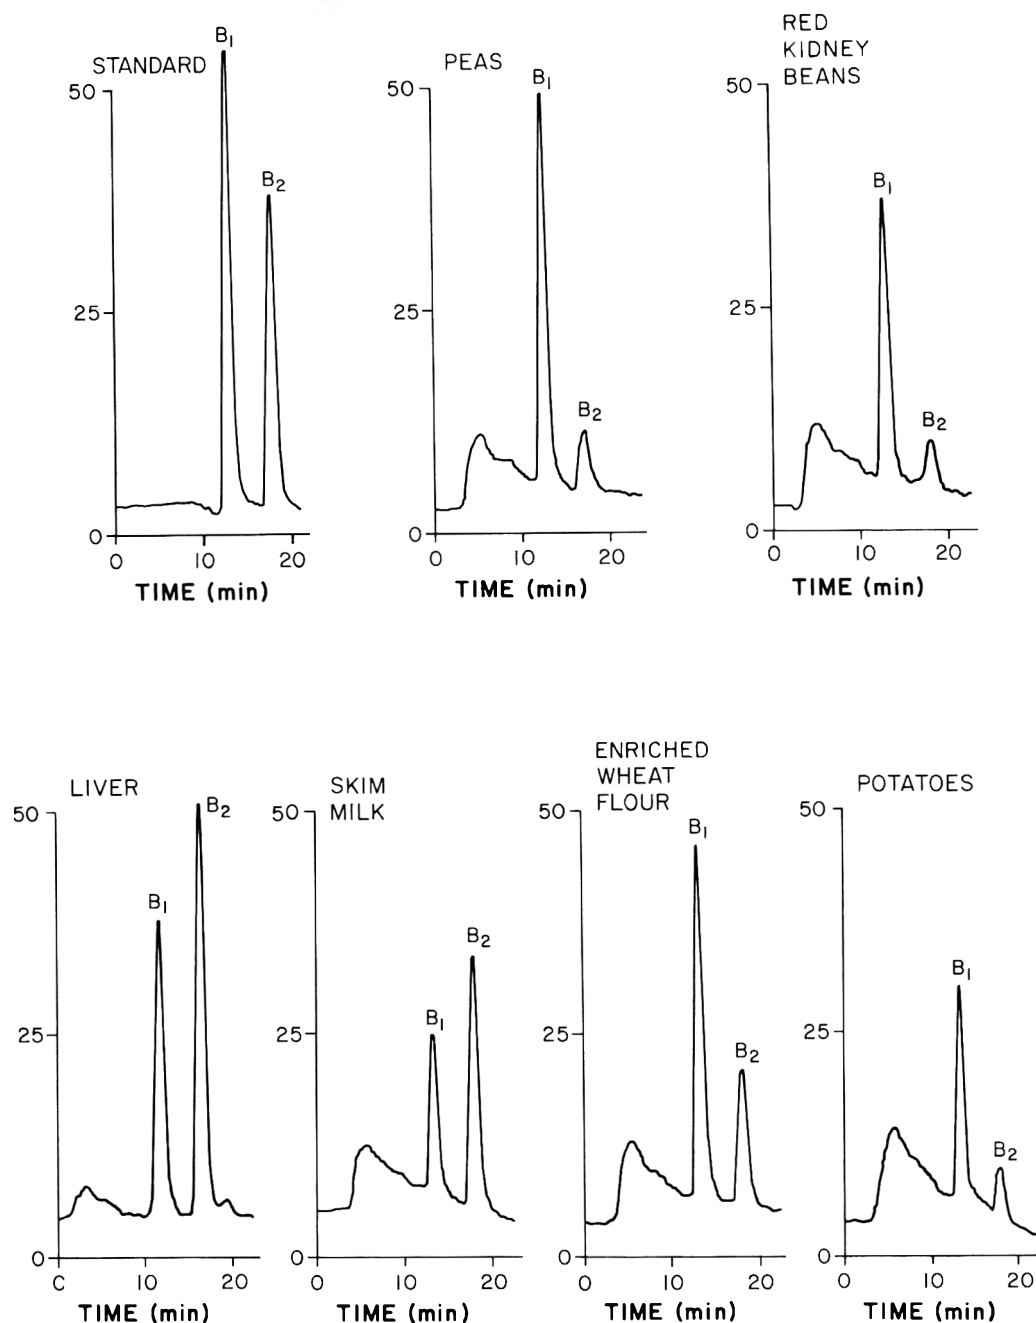 STANDARD
B₁
B₂
50
25
0
0 10 20
TIME (min)
PEAS
B₁
B₂
50
25
0
0 10 20
TIME (min)
RED
KIDNEY
BEANS
B₁
B₂
50
25
0
0 10 20
TIME (min)
LIVER
B₁
B₂
50
25
0
0 10 20
TIME (min)
SKIM
MILK
B₁
B₂
50
25
0
0 10 20
TIME (min)
ENRICHED
WHEAT
FLOUR
B₁
B₂
50
25
0
0 10 20
TIME (min)
POTATOES
B₁
B₂
50
25
0
0 10 20
TIME (min)